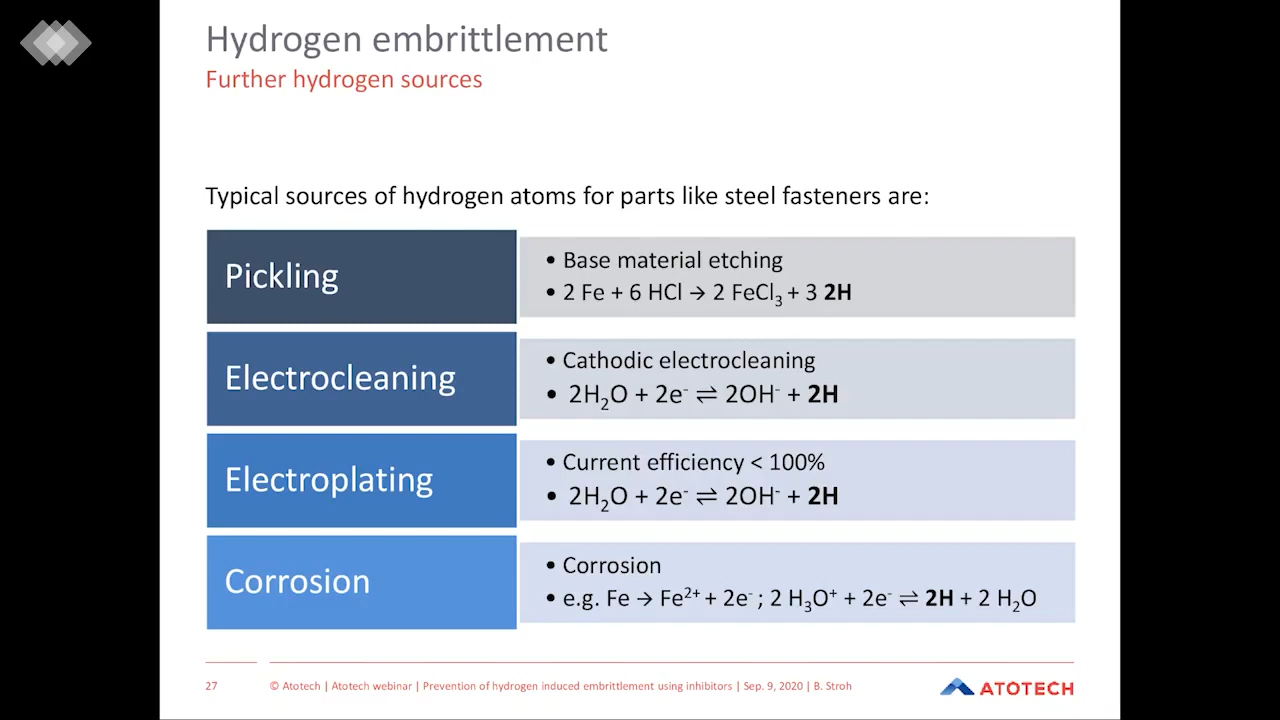 Hydrogen embrittlement
Further hydrogen sources
Typical sources of hydrogen atoms for parts like steel fasteners are:
Pickling
• Base material etching
• 2 Fe + 6 HCl → 2 FeCl₃ + 3 2H
Electrocleaning
• Cathodic electrocleaning
• 2H₂O + 2e⁻ ⇌ 2OH⁻ + 2H
Electroplating
• Current efficiency < 100%
• 2H₂O + 2e⁻ ⇌ 2OH⁻ + 2H
Corrosion
• Corrosion
• e.g. Fe → Fe²⁺ + 2e⁻ ; 2 H₃O⁺ + 2e⁻ ⇌ 2H + 2 H₂O
27 © Atotech | Atotech webinar | Prevention of hydrogen induced embrittlement using inhibitors | Sep. 9, 2020 | B. Stroh
ATOTECH